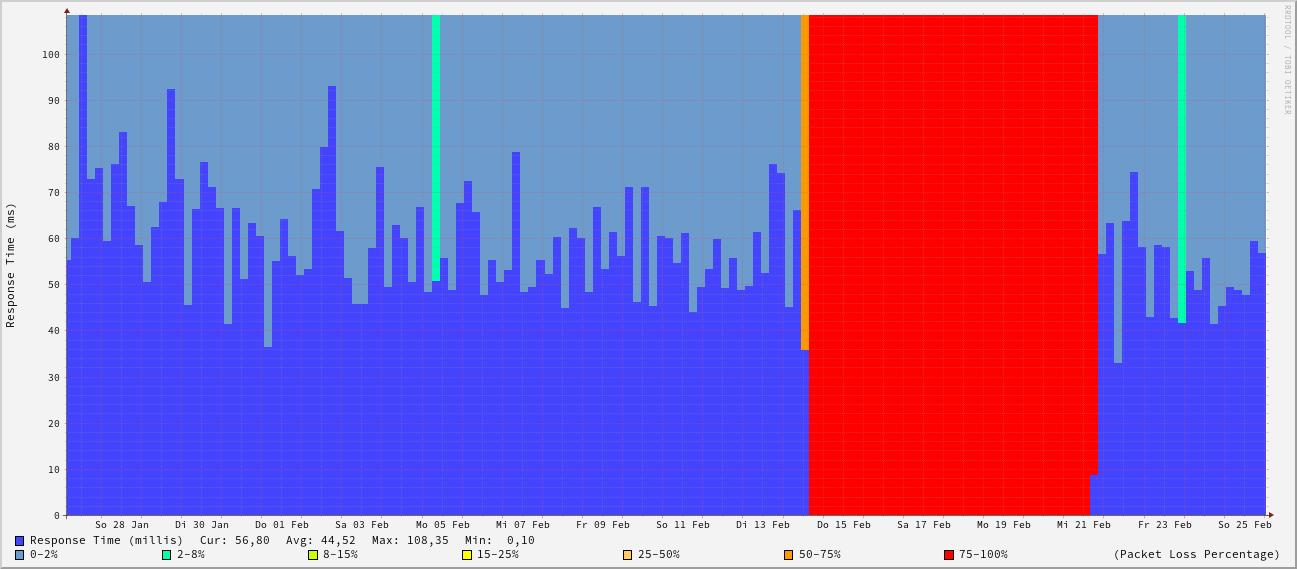 RRDTOOL / TOBI OETIKER
Response Time (ms)
100
90
80
70
60
50
40
30
20
10
0
So 28 Jan Di 30 Jan Do 01 Feb Sa 03 Feb Mo 05 Feb Mi 07 Feb Fr 09 Feb So 11 Feb Di 13 Feb Do 15 Feb Sa 17 Feb Mo 19 Feb Mi 21 Feb Fr 23 Feb So 25 Feb
Response Time (millis) Cur: 56,80 Avg: 44,52 Max: 108,35 Min: 0,10
0-2% 2-8% 8-15% 15-25% 25-50% 50-75% 75-100% (Packet Loss Percentage)